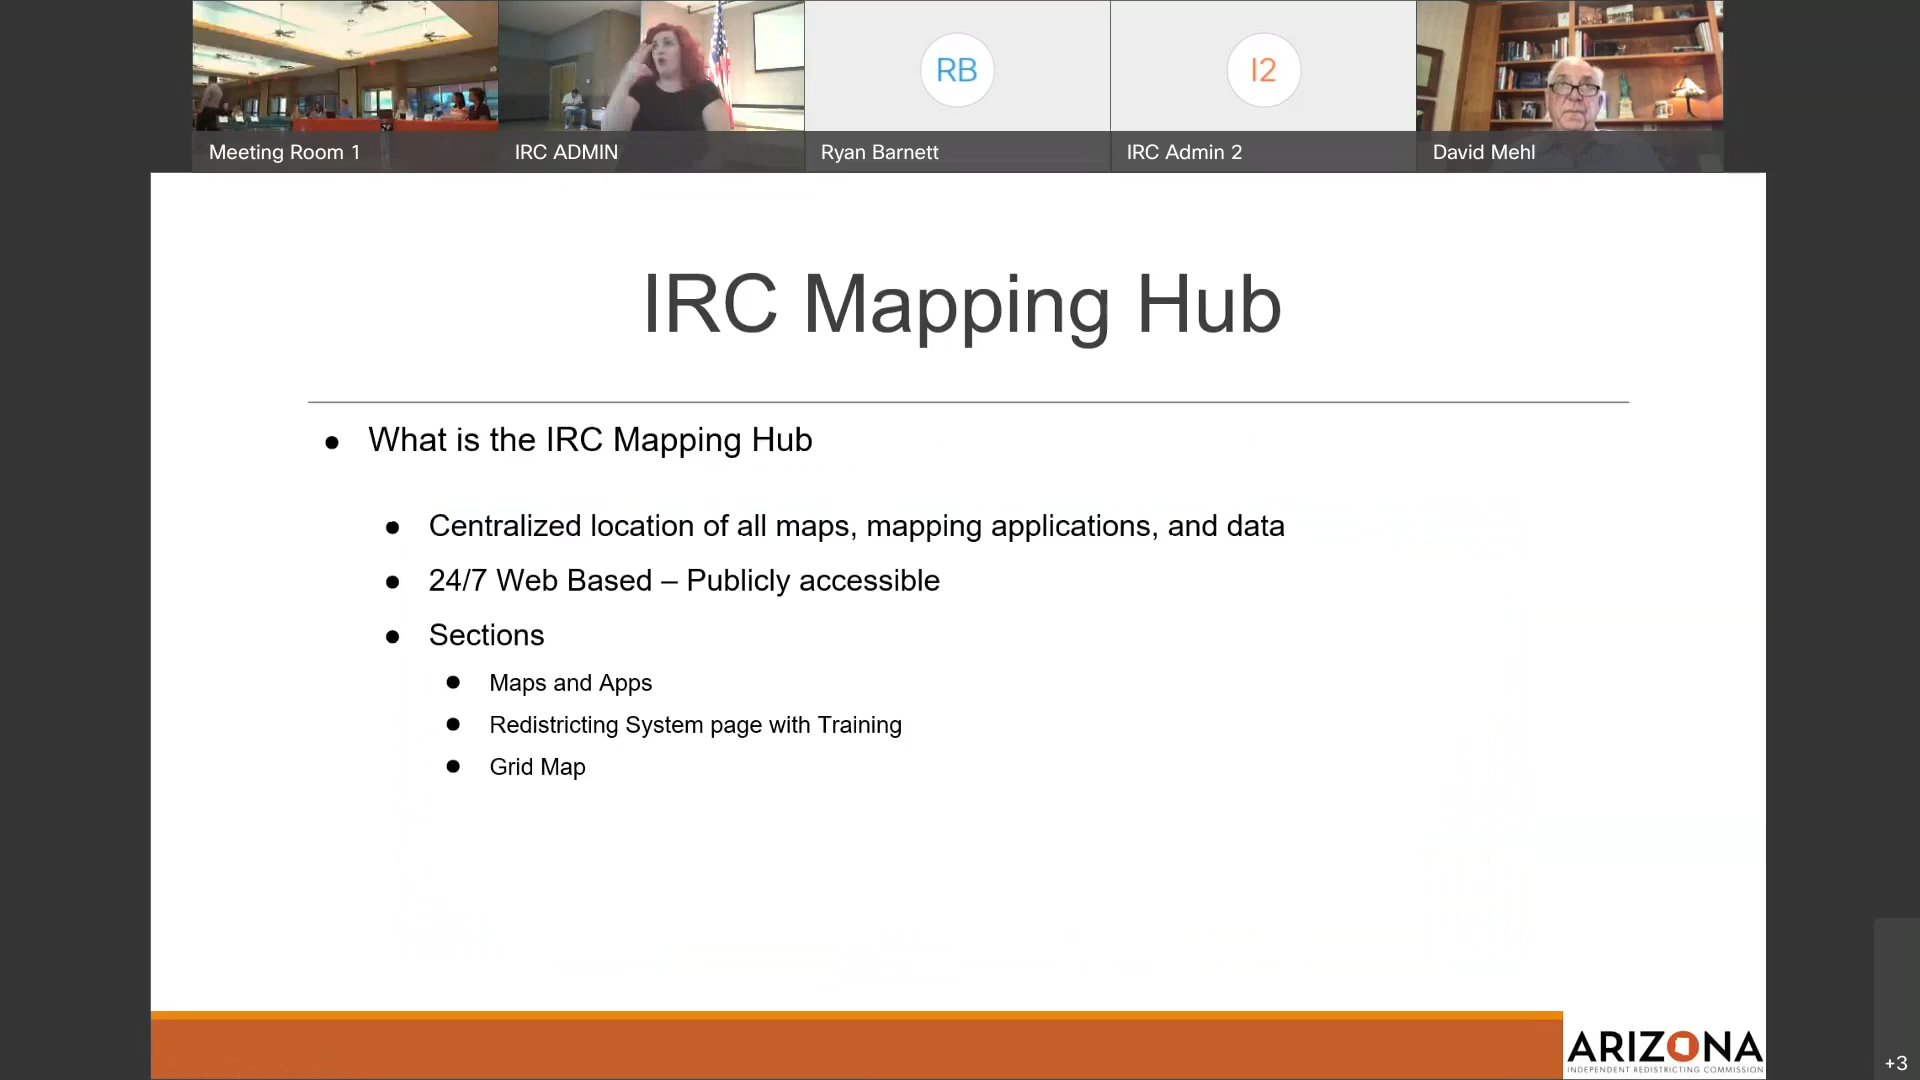 RB
I2
Meeting Room 1
IRC ADMIN
Ryan Barnett
IRC Admin 2
David Mehl
IRC Mapping Hub
● What is the IRC Mapping Hub
● Centralized location of all maps, mapping applications, and data
● 24/7 Web Based – Publicly accessible
● Sections
● Maps and Apps
● Redistricting System page with Training
● Grid Map
ARIZONA
INDEPENDENT REDISTRICTING COMMISSION
+3